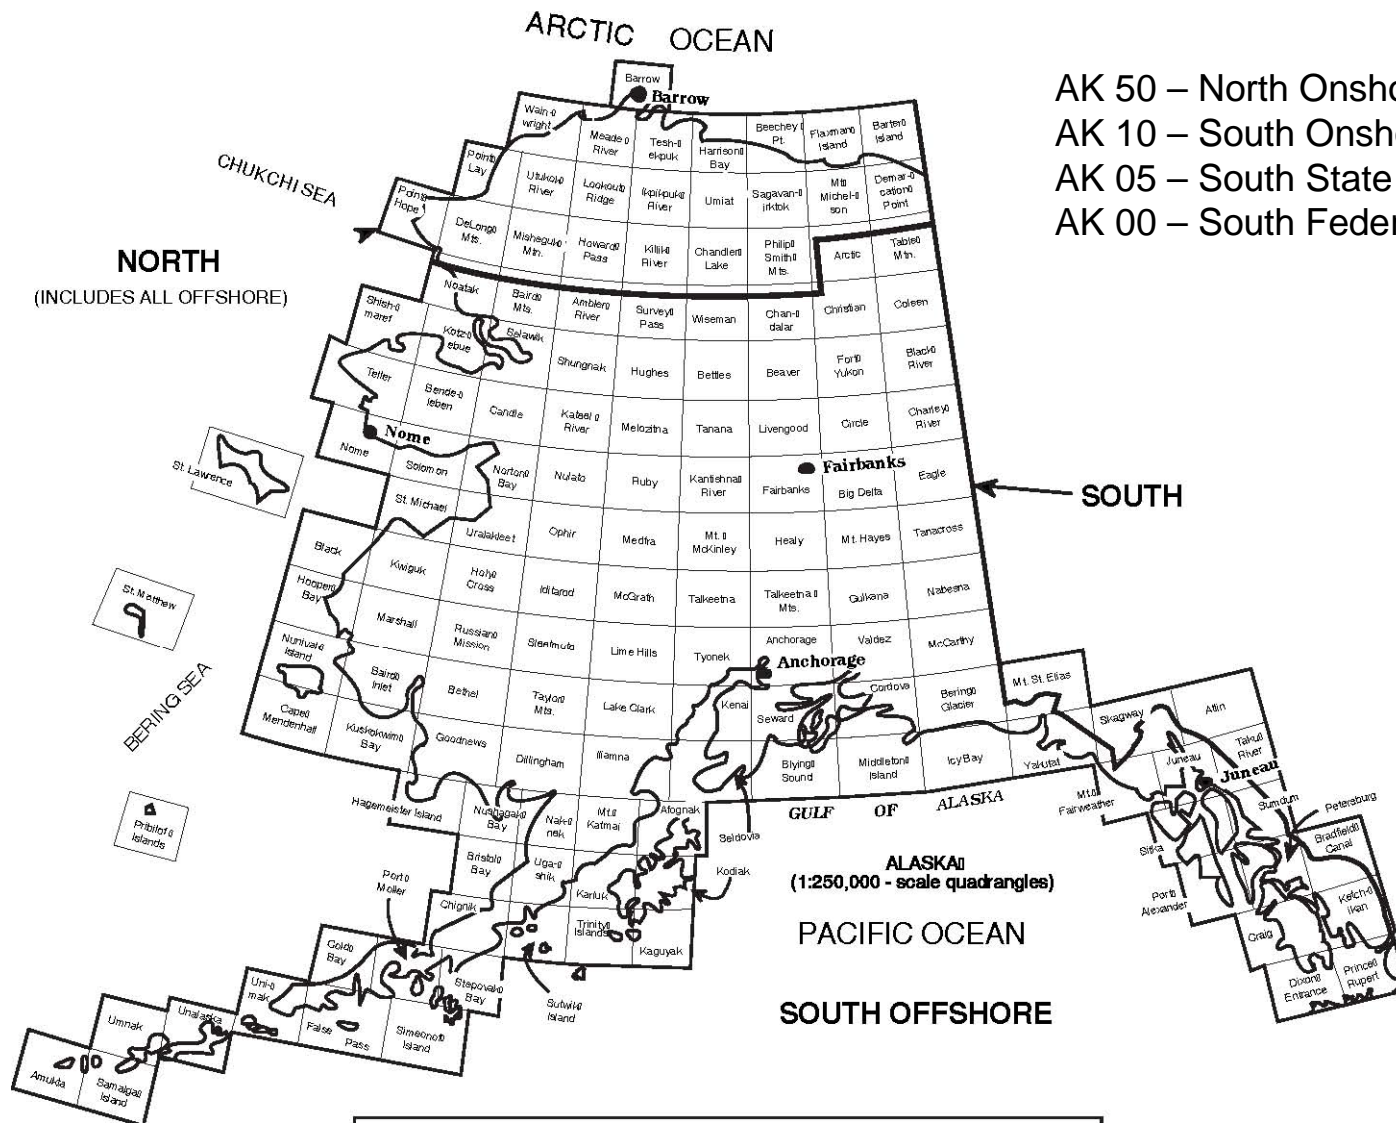 ARCTIC OCEAN
AK 50 – North Onsho
AK 10 – South Onsho
AK 05 – South State
AK 00 – South Feder
Barrow
Barrow
Wain-
wright
Meade
River
Tesh-
ekpuk
Harrison
Bay
Beechey
Pt.
Flaxman
Island
Barter
Island
CHUKCHI SEA
Point
Lay
Utukok
River
Lookout
Ridge
Ikpikpuk
River
Umiat
Sagavan-
irktok
Mt
Michel-
son
Demar-
cation
Point
Point
Hope
DeLong
Mts.
Misheguk
Mtn.
Howard
Pass
Killik
River
Chandler
Lake
Philip
Smith
Mts.
Arctic
Table
Mtn.
NORTH
(INCLUDES ALL OFFSHORE)
Noatak
Baird
Mts.
Ambler
River
Survey
Pass
Wiseman
Chan-
dalar
Christian
Coleen
Shish-
maref
Kotz-
ebue
Selawik
Shungnak
Hughes
Bettles
Beaver
Fort
Yukon
Black
River
Teller
Bende-
leben
Candle
Kateel
River
Melozitna
Tanana
Livengood
Circle
Charley
River
Nome
Nome
Solomon
Norton
Bay
Nulato
Ruby
Kantishna
River
Fairbanks
Fairbanks
Big Delta
Eagle
SOUTH
St. Lawrence
St. Michael
Uralakleet
Ophir
Medfra
Mt.
McKinley
Healy
Mt. Hayes
Tanacross
Black
Kwiguk
Holy
Cross
Iditarod
McGrath
Talkeetna
Talkeetna
Mts.
Gulkana
Nabesna
St. Matthew
Hooper
Bay
Marshall
Russian
Mission
Sleetmute
Lime Hills
Tyonek
Anchorage
Anchorage
Valdez
McCarthy
BERING SEA
Nunivak
Island
Baird
Inlet
Bethel
Taylor
Mts.
Lake Clark
Kenai
Seward
Cordova
Bering
Glacier
Mt. St. Elias
Cape
Mendenhall
Kuskokwim
Bay
Goodnews
Dillingham
Iliamna
Seldovia
Blying
Sound
Middleton
Island
Icy Bay
Yakutat
Skagway
Atlin
Juneau
Juneau
Taku
River
Mt.
Fairweather
Sumdum
Petersburg
Pribilof
Islands
Hagemeister Island
Nushagak
Bay
Nak-
nek
Mt.
Katmai
Afognak
GULF OF ALASKA
Sitka
Bradfield
Canal
Port
Moller
Bristol
Bay
Uga-
shik
Karluk
Kodiak
ALASKA
(1:250,000 - scale quadrangles)
Port
Alexander
Ketch-
ikan
Chignik
Trinity
Islands
Kaguyak
PACIFIC OCEAN
Craig
Dixon
Entrance
Prince
Rupert
Cold
Bay
Stepovak
Bay
Sutwik
Island
SOUTH OFFSHORE
Uni-
mak
False
Pass
Simeonof
Island
Umnak
Unalaska
Amukta
Samalga
Island